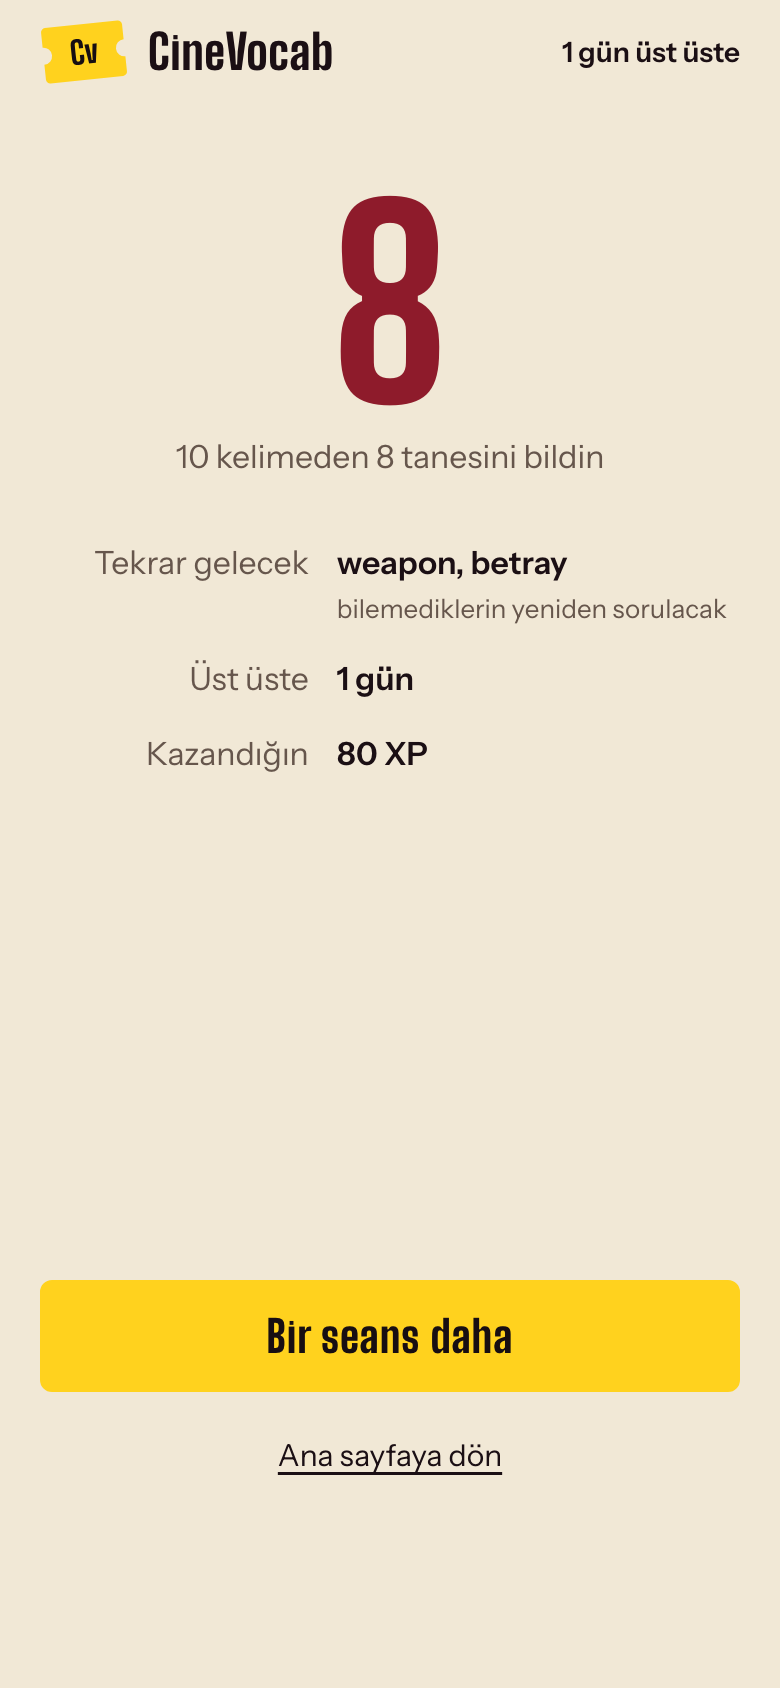 Cv CineVocab 1 gün üst üste
8
10 kelimeden 8 tanesini bildin
Tekrar gelecek weapon, betray
bilemediklerin yeniden sorulacak
Üst üste 1 gün
Kazandığın 80 XP
Bir seans daha
Ana sayfaya dön